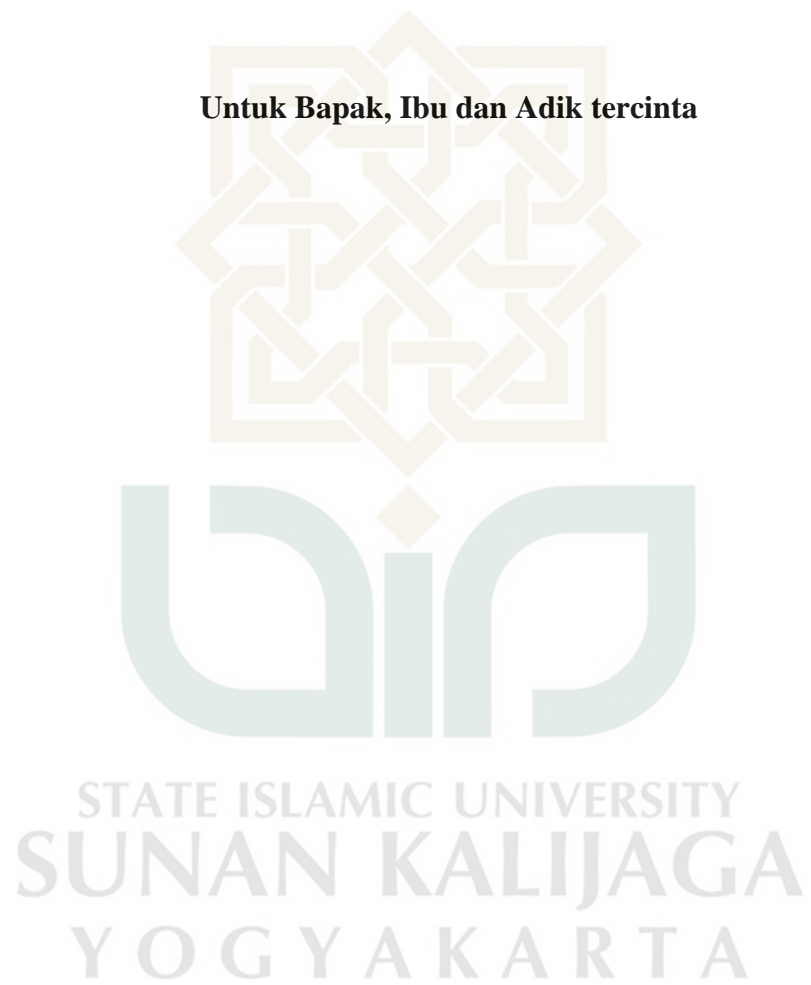 Untuk Bapak, Ibu dan Adik tercinta
STATE ISLAMIC UNIVERSITY
SUNAN KALIJAGA
YOGYAKARTA